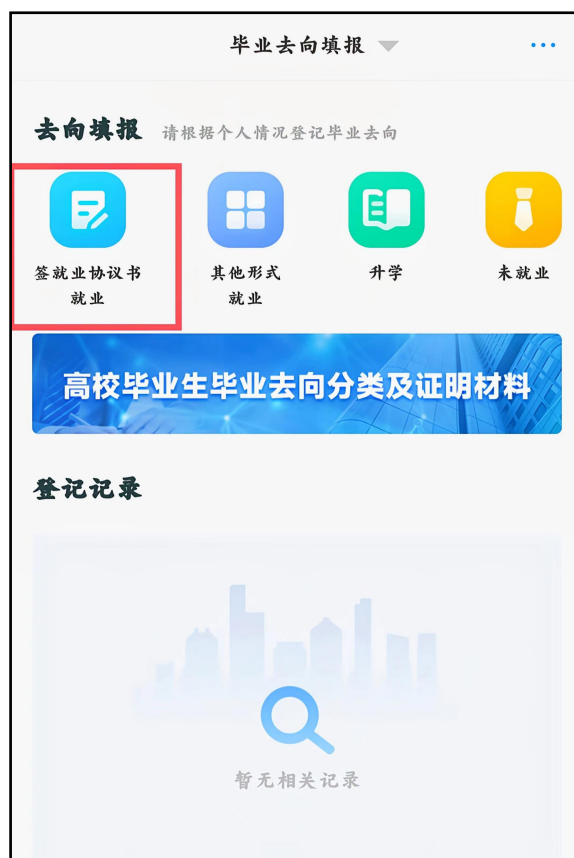 毕业去向填报
去向填报 请根据个人情况登记毕业去向
签就业协议书 其他形式 升学 未就业
就业 就业
高校毕业生毕业去向分类及证明材料
登记记录
暂无相关记录